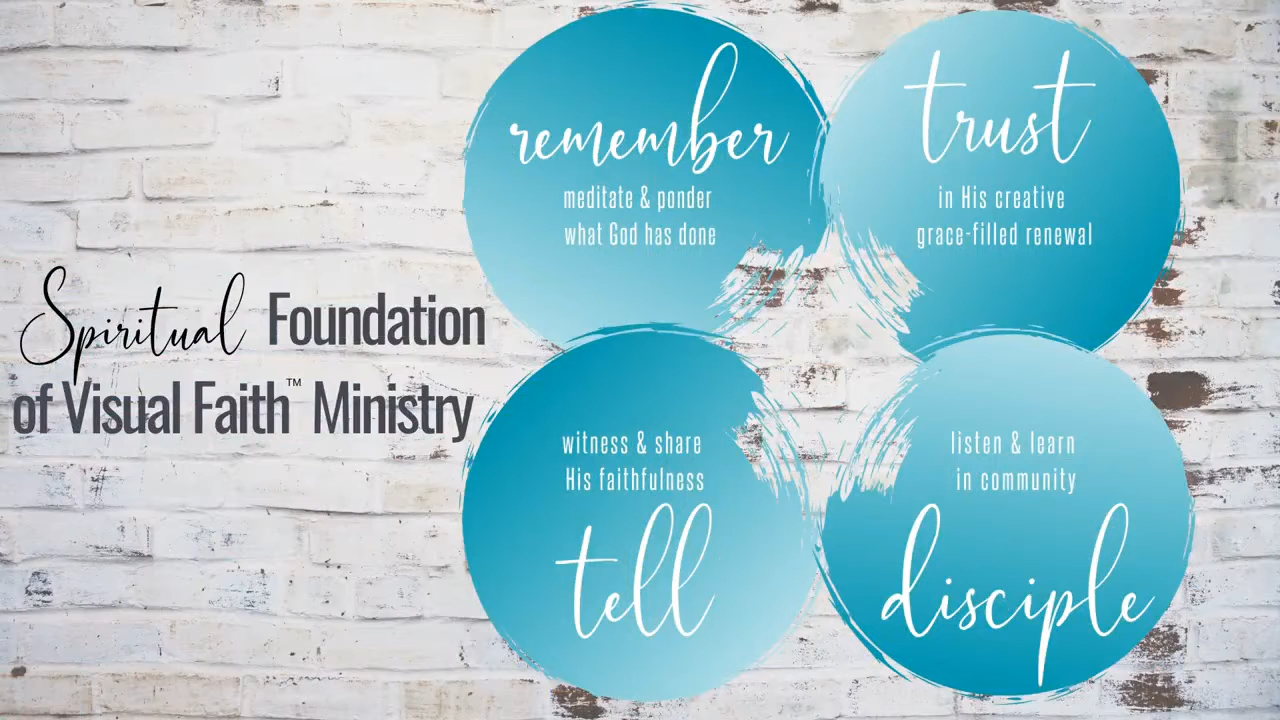 Spiritual Foundation
of Visual Faith™ Ministry
remember
meditate & ponder
what God has done
trust
in His creative
grace-filled renewal
witness & share
His faithfulness
tell
listen & learn
in community
disciple